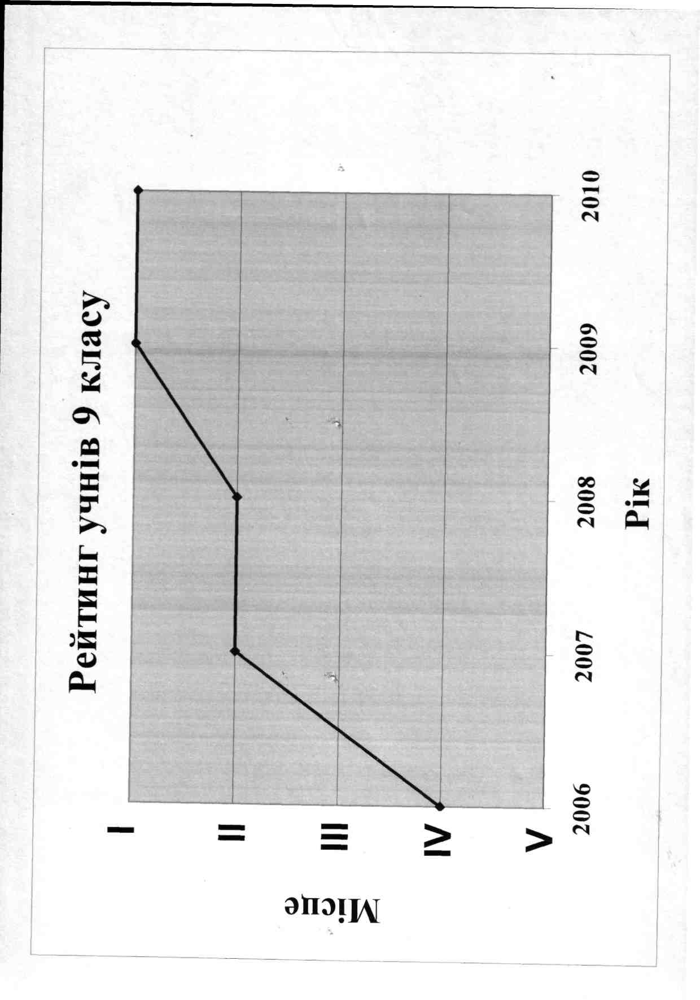 Рейтинг учнів 9 класу
Місце
I
II
III
IV
V
2006
2007
2008
2009
2010
Рік